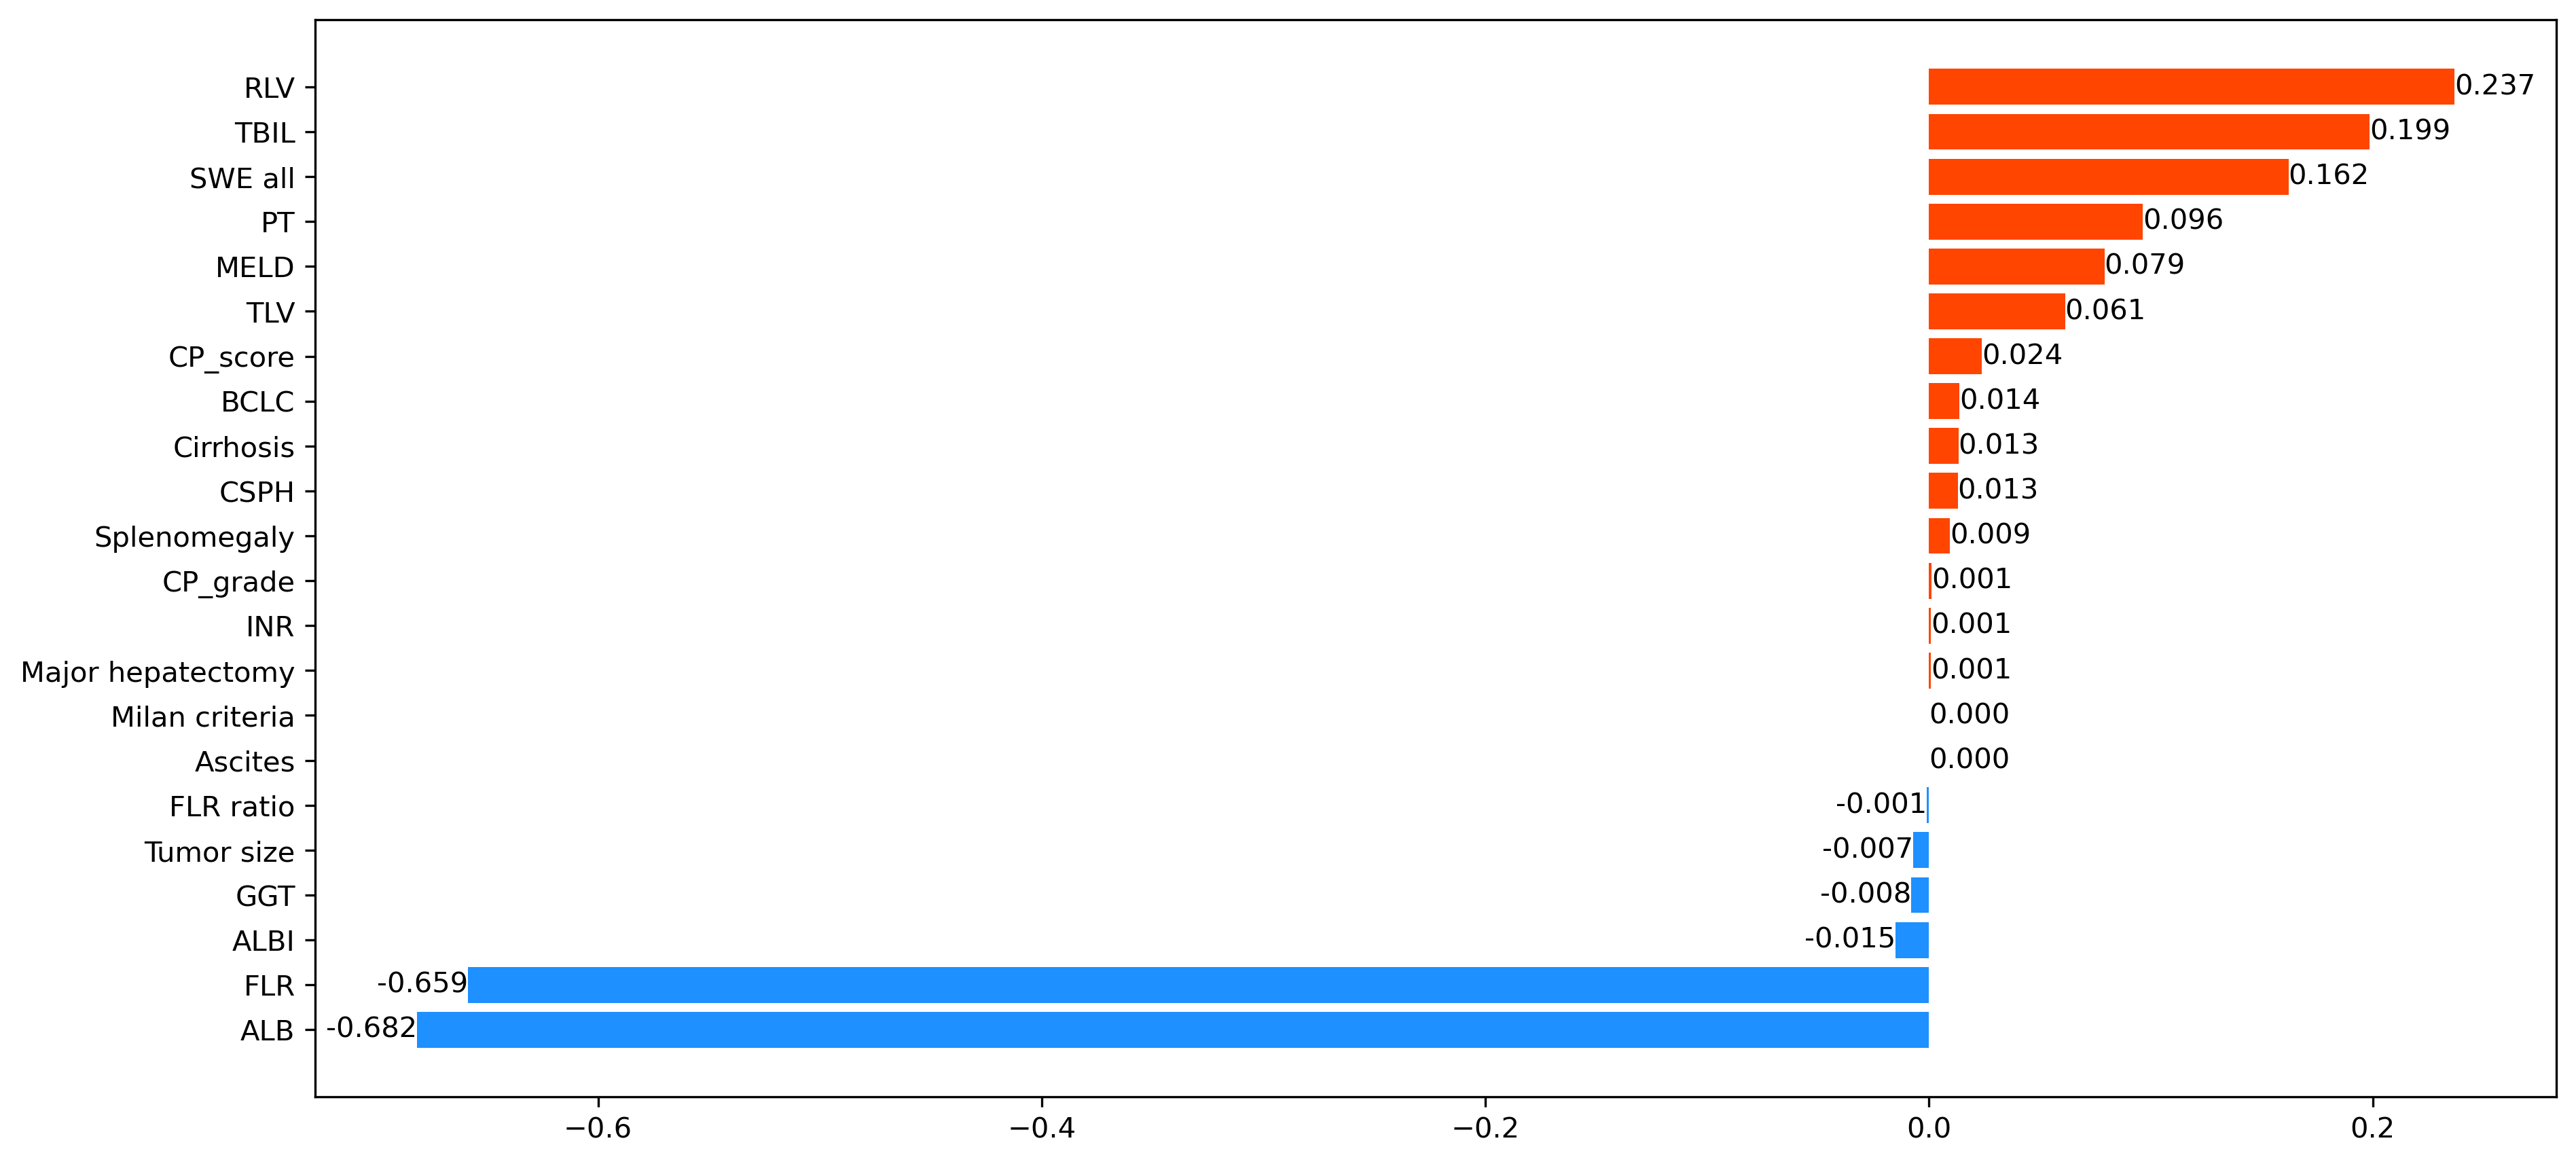 RLV 0.237
TBIL 0.199
SWE all 0.162
PT 0.096
MELD 0.079
TLV 0.061
CP_score 0.024
BCLC 0.014
Cirrhosis 0.013
CSPH 0.013
Splenomegaly 0.009
CP_grade 0.001
INR 0.001
Major hepatectomy 0.001
Milan criteria 0.000
Ascites 0.000
FLR ratio -0.001
Tumor size -0.007
GGT -0.008
ALBI -0.015
FLR -0.659
ALB -0.682
−0.6 −0.4 −0.2 0.0 0.2